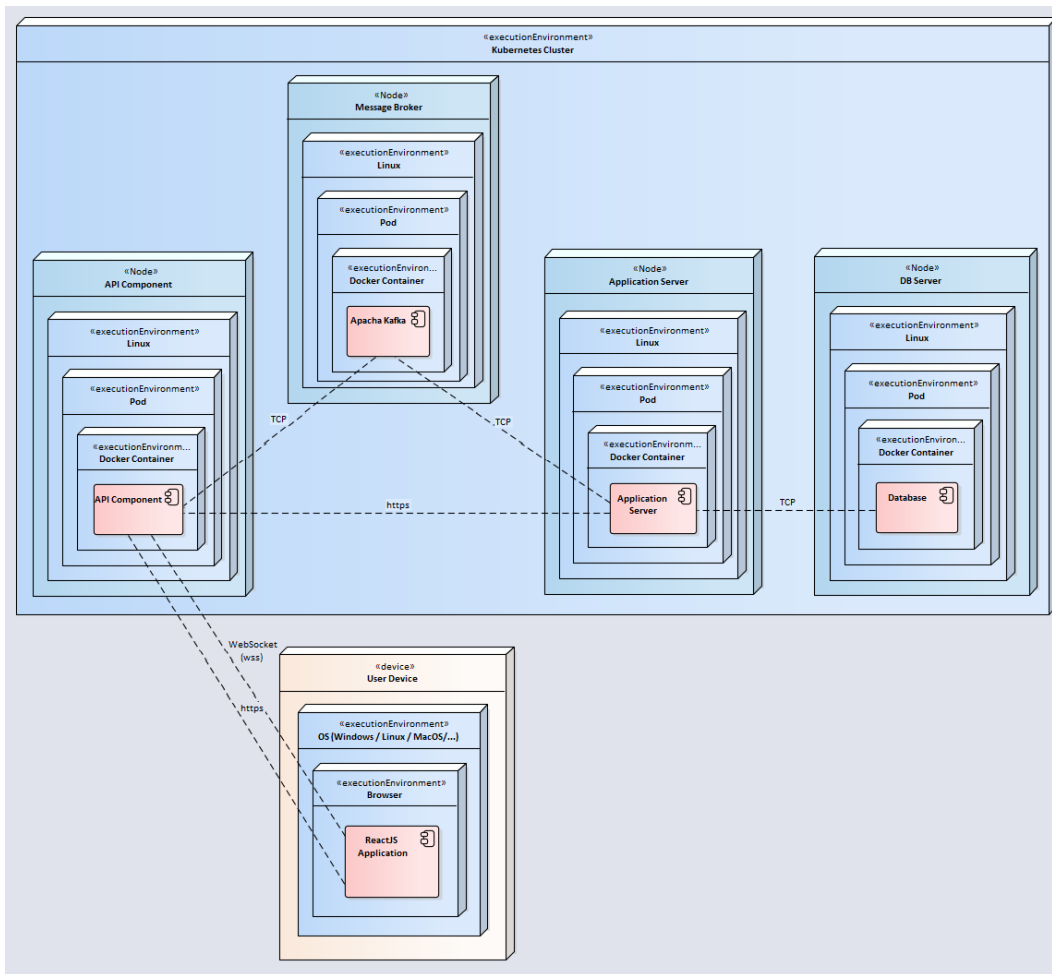 «executionEnvironment»
Kubernetes Cluster
«Node»
Message Broker
«executionEnvironment»
Linux
«executionEnvironment»
Pod
«executionEnviron...
Docker Container
Apacha Kafka
«Node»
API Component
«executionEnvironment»
Linux
«executionEnvironment»
Pod
«executionEnvironm...
Docker Container
API Component
«Node»
Application Server
«executionEnvironment»
Linux
«executionEnvironment»
Pod
«executionEnvironm...
Docker Container
Application
Server
«Node»
DB Server
«executionEnvironment»
Linux
«executionEnvironment»
Pod
«executionEnviron...
Docker Container
Database
TCP
TCP
https
TCP
WebSocket
(wss)
https
«device»
User Device
«executionEnvironment»
OS (Windows / Linux / MacOS/...)
«executionEnvironment»
Browser
ReactJS
Application